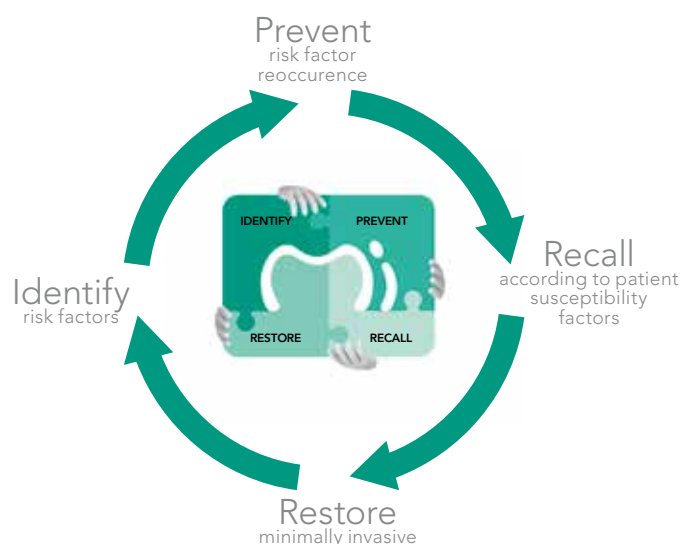 Prevent
risk factor
reoccurence
IDENTIFY
PREVENT
Recall
according to patient
susceptibility
factors
Identify
risk factors
RESTORE
RECALL
Restore
minimally invasive